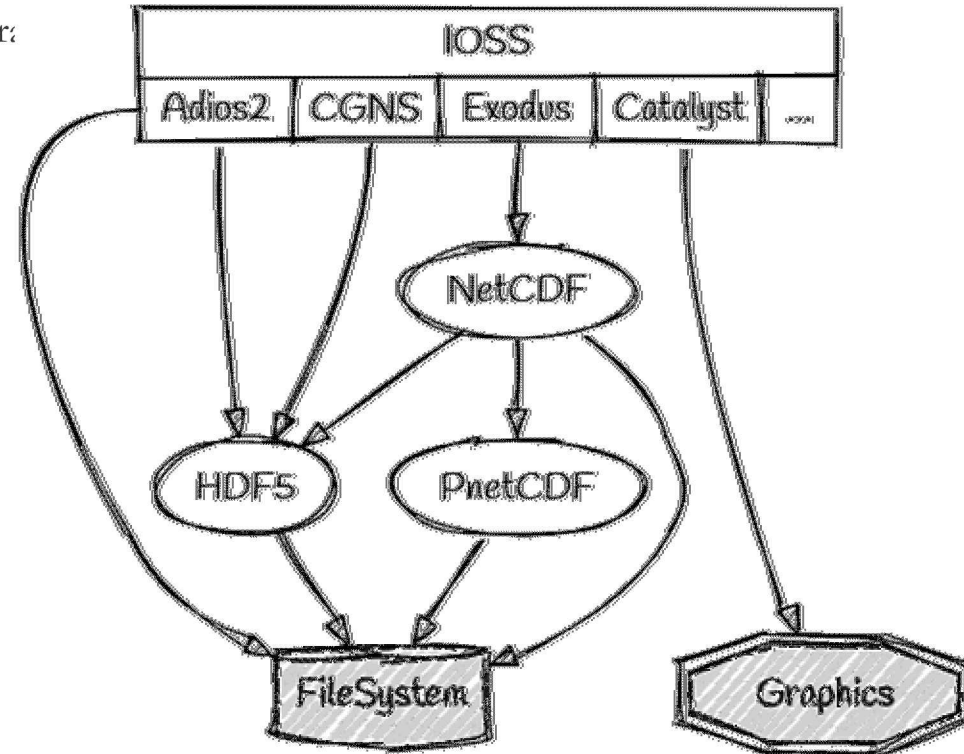 IOSS
Adios2 CGNS Exodus Catalyst ....
NetCDF
HDF5 PnetCDF
FileSystem Graphics